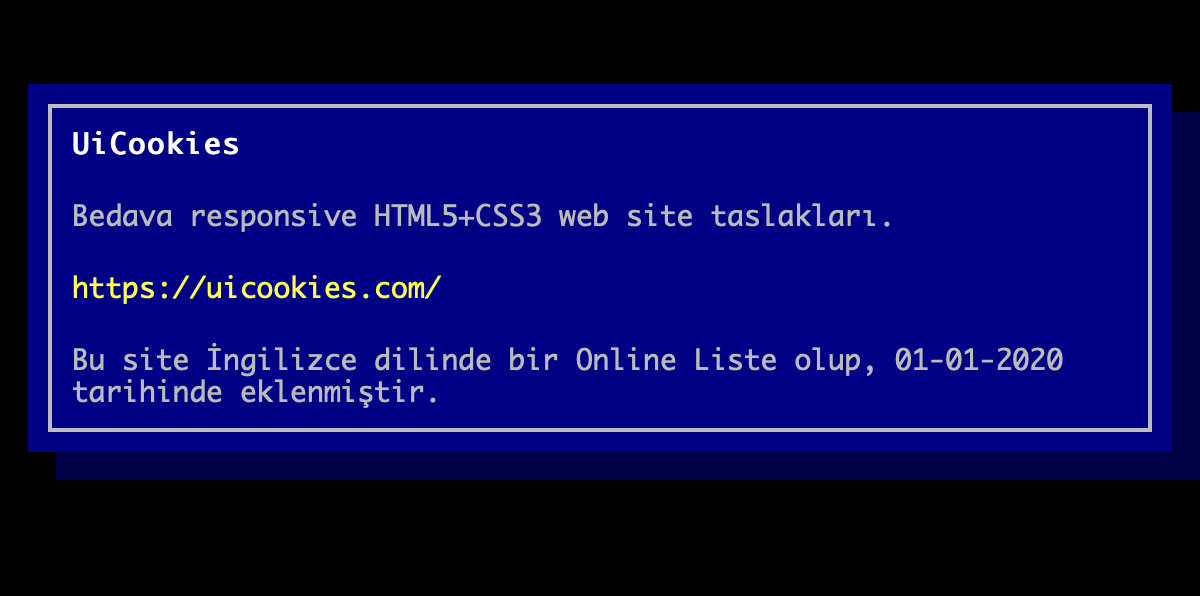 UiCookies
Bedava responsive HTML5+CSS3 web site taslakları.
https://uicookies.com/
Bu site İngilizce dilinde bir Online Liste olup, 01-01-2020
tarihinde eklenmiştir.